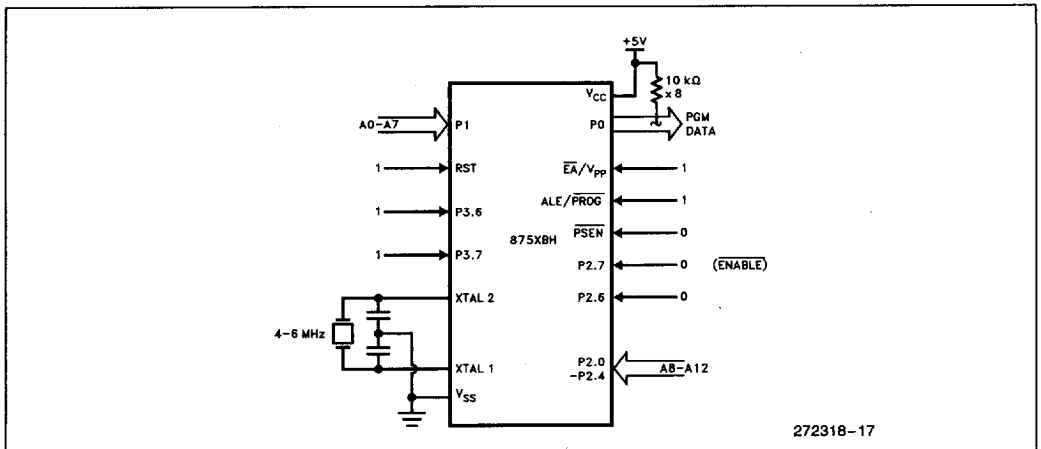 +5V
10 kΩ
x 8
VCC
A0-A7
P1
P0
PGM
DATA
1
RST
EA/VPP
1
ALE/PROG
1
1
P3.6
875XBH
PSEN
0
1
P3.7
P2.7
0
(ENABLE)
XTAL 2
P2.6
0
4-6 MHz
XTAL 1
P2.0
-P2.4
A8-A12
VSS
272318-17